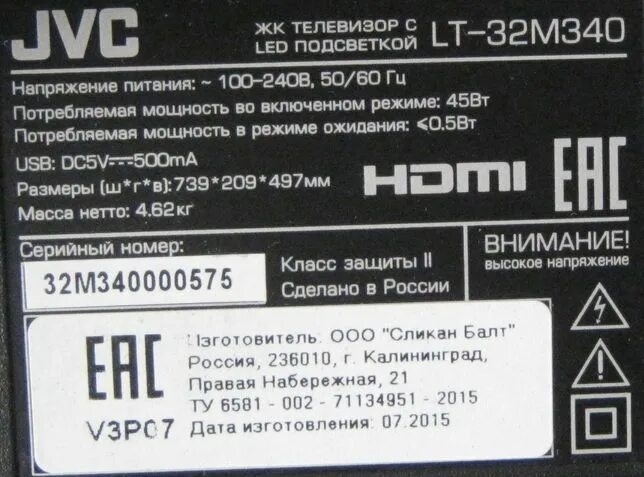 JVC
ЖК ТЕЛЕВИЗОР С
LED ПОДСВЕТКОЙ
LT-32M340
Напряжение питания: ~ 100-240В, 50/60 Гц
Потребляемая мощность во включенном режиме: 45Вт
Потребляемая мощность в режиме ожидания: ≤0.5Вт
USB: DC5V⎓500mA
Размеры (ш*г*в):739*209*497мм
Масса нетто: 4.62кг
HDMI
EAC
Серийный номер:
32M340000575
Класс защиты II
Сделано в России
ВНИМАНИЕ!
высокое напряжение
EAC
V3P07
Изготовитель: ООО "Сликан Балт"
Россия, 236010, г. Калининград,
Правая Набережная, 21
ТУ 6581 - 002 - 71134951 - 2015
Дата изготовления: 07.2015